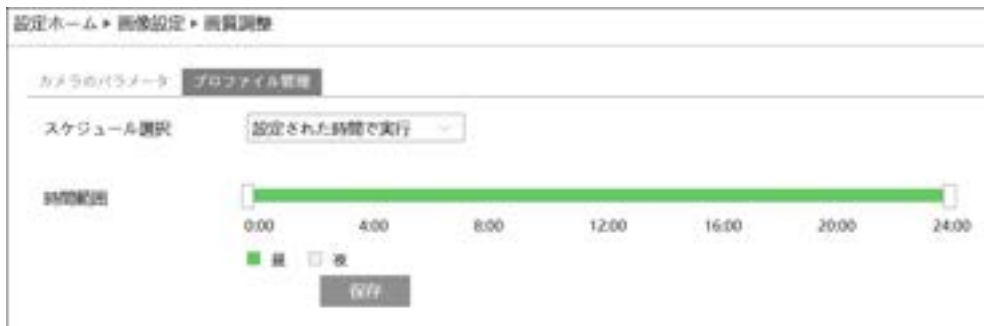 設定ホーム▶画像設定▶画質調整
カメラのパラメータ プロファイル管理
スケジュール選択 設定された時間で実行
時間範囲
0:00 4:00 8:00 12:00 16:00 20:00 24:00
昼 夜
保存